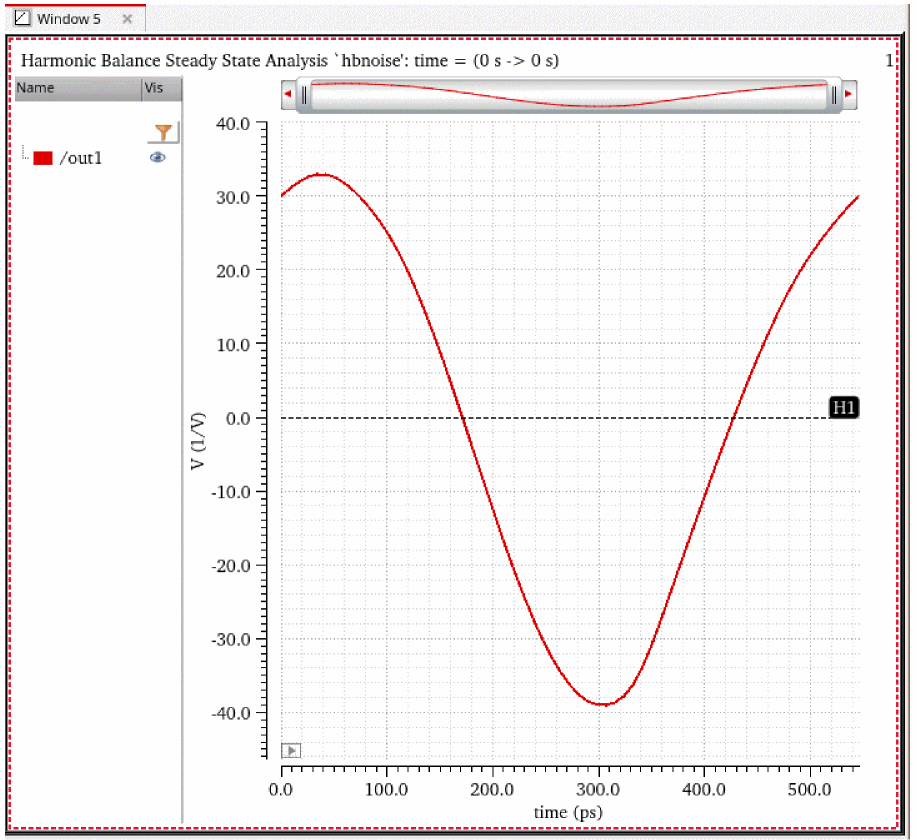 Window 5
Harmonic Balance Steady State Analysis `hbnoise': time = (0 s -> 0 s) 1
Name Vis
/out1
40.0
30.0
20.0
10.0
0.0
-10.0
-20.0
-30.0
-40.0
V (1/V)
H1
0.0 100.0 200.0 300.0 400.0 500.0
time (ps)